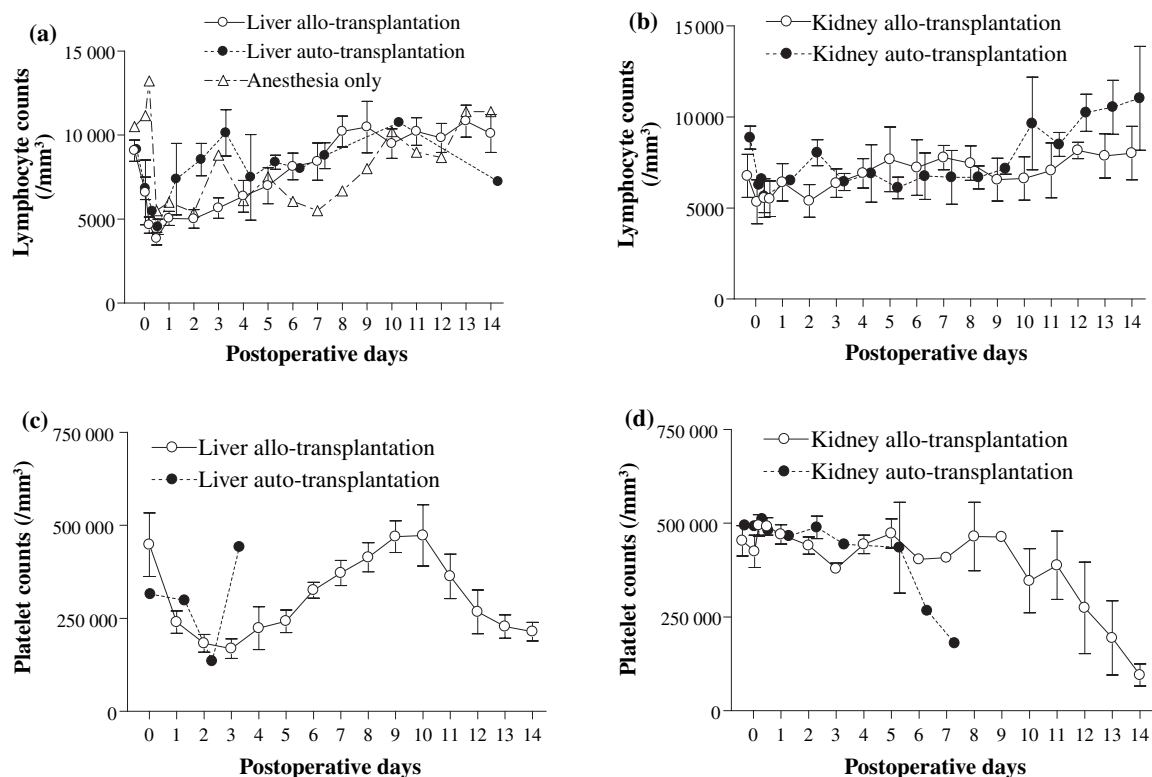 (a)
Liver allo-transplantation
Liver auto-transplantation
Anesthesia only
15 000
10 000
5000
0
Lymphocyte counts
(/mm³)
0 1 2 3 4 5 6 7 8 9 10 11 12 13 14
Postoperative days
(b)
Kidney allo-transplantation
Kidney auto-transplantation
15000
10000
5000
0
Lymphocyte counts
(/mm³)
0 1 2 3 4 5 6 7 8 9 10 11 12 13 14
Postoperative days
(c)
Liver allo-transplantation
Liver auto-transplantation
750 000
500 000
250 000
0
Platelet counts (/mm³)
0 1 2 3 4 5 6 7 8 9 10 11 12 13 14
Postoperative days
(d)
Kidney allo-transplantation
Kidney auto-transplantation
750 000
500 000
250 000
0
Platelet counts (/mm³)
0 1 2 3 4 5 6 7 8 9 10 11 12 13 14
Postoperative days